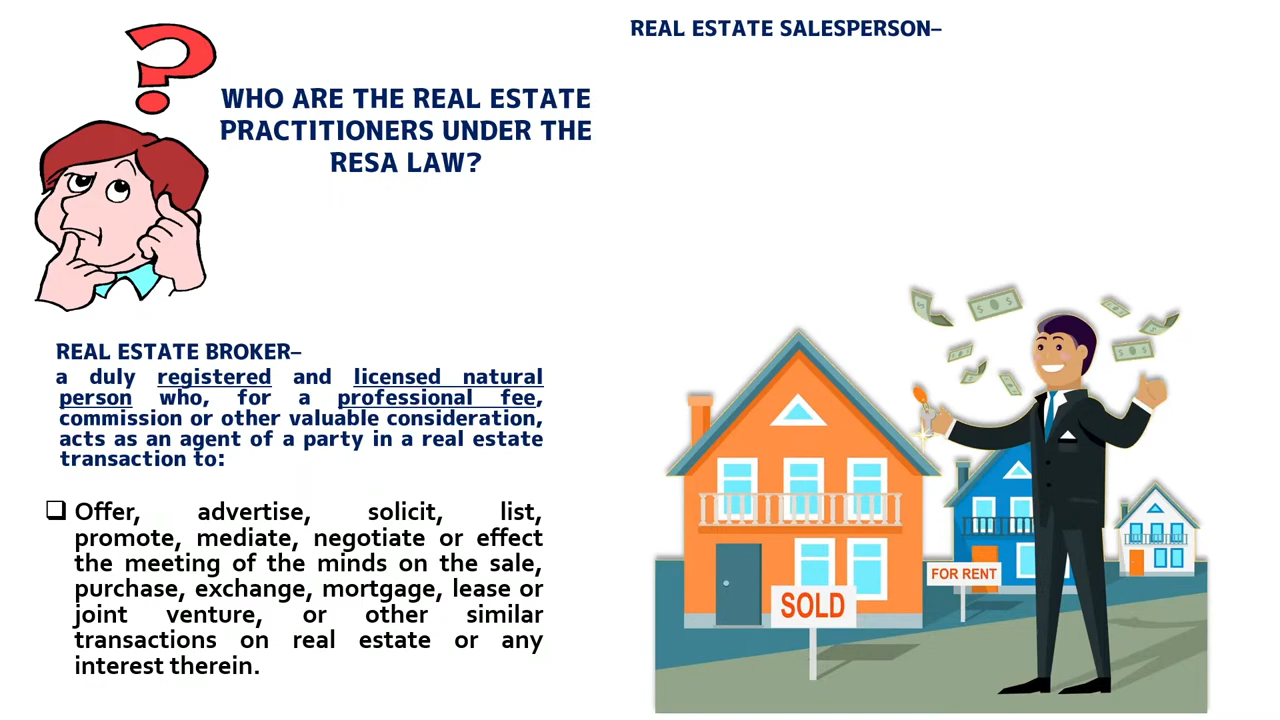 WHO ARE THE REAL ESTATE
PRACTITIONERS UNDER THE
RESA LAW?
REAL ESTATE BROKER–
a duly registered and licensed natural
person who, for a professional fee,
commission or other valuable consideration,
acts as an agent of a party in a real estate
transaction to:
Offer, advertise, solicit, list,
promote, mediate, negotiate or effect
the meeting of the minds on the sale,
purchase, exchange, mortgage, lease or
joint venture, or other similar
transactions on real estate or any
interest therein.
REAL ESTATE SALESPERSON–
FOR RENT
SOLD